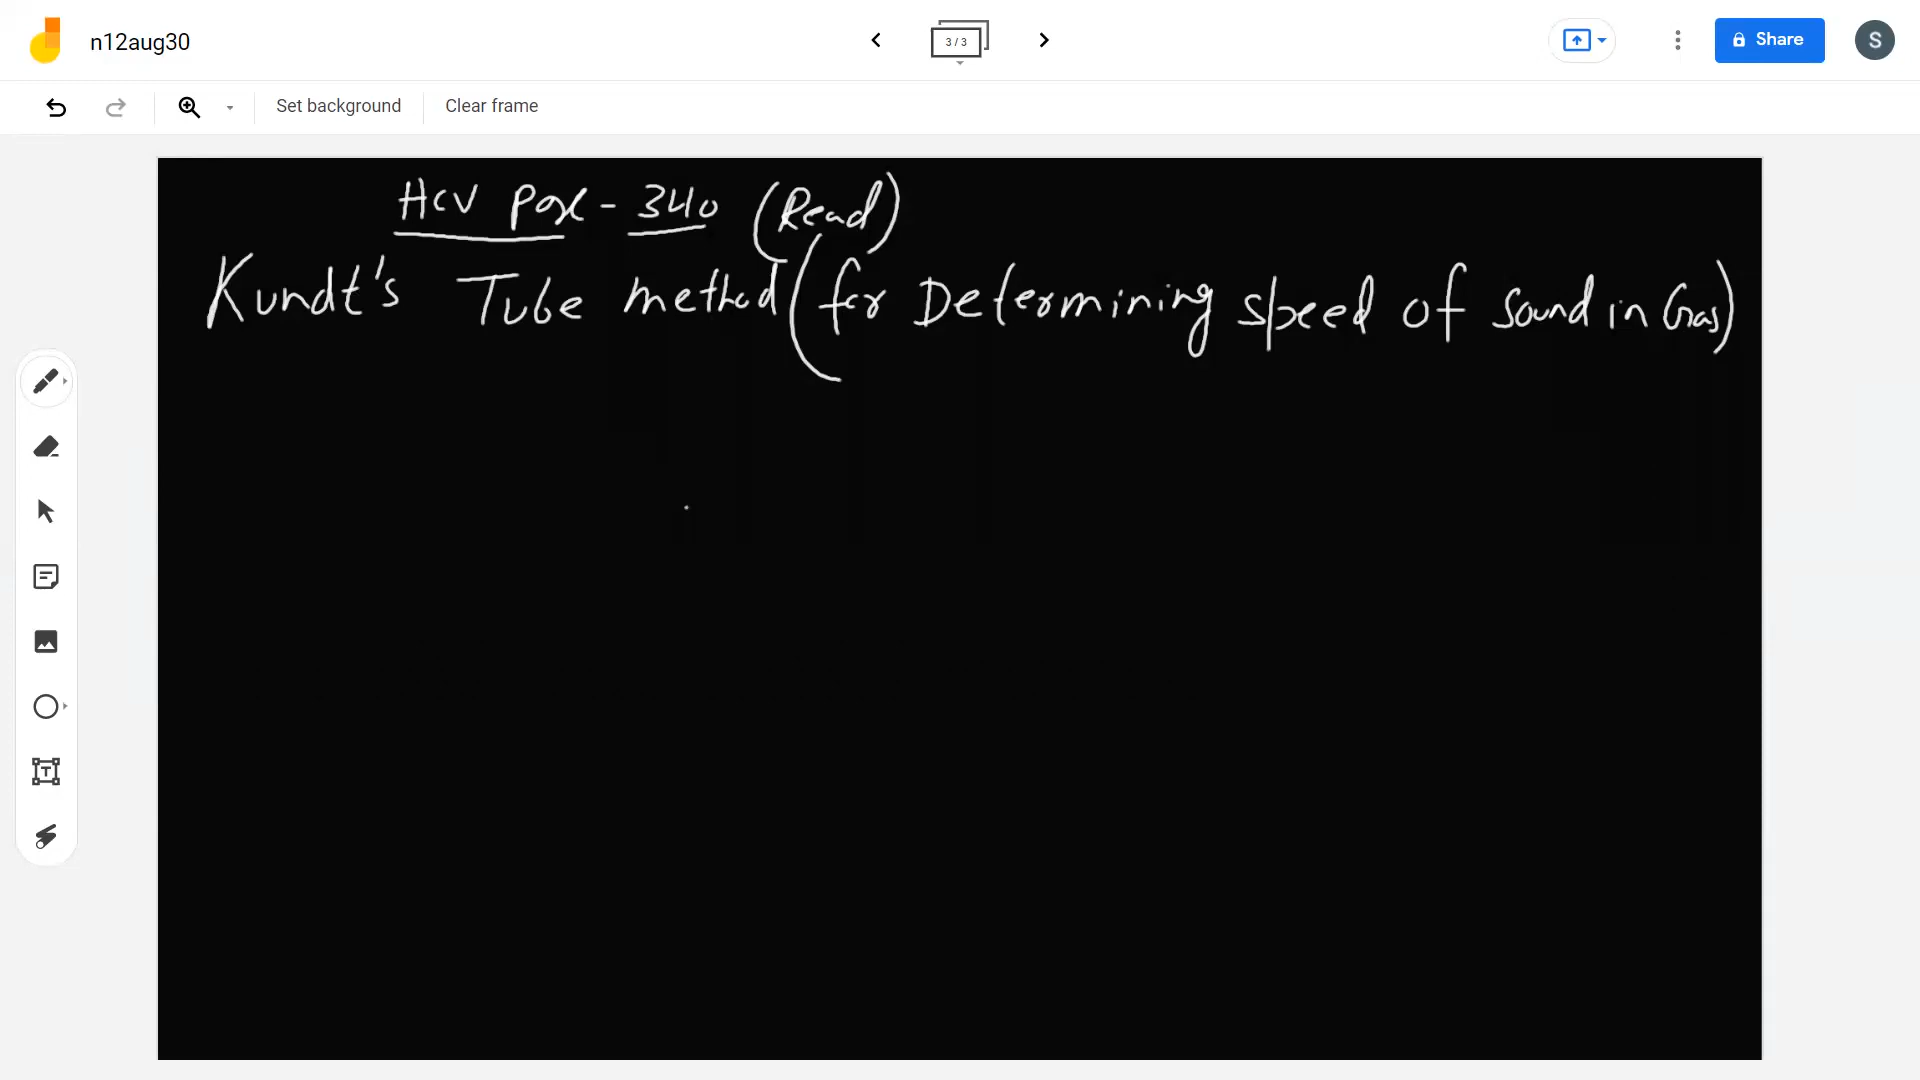 n12aug30
3 / 3
Share
S
Set background
Clear frame
HCV Page - 340 (Read)
Kundt's Tube method (for Determining speed of sound in Gas)